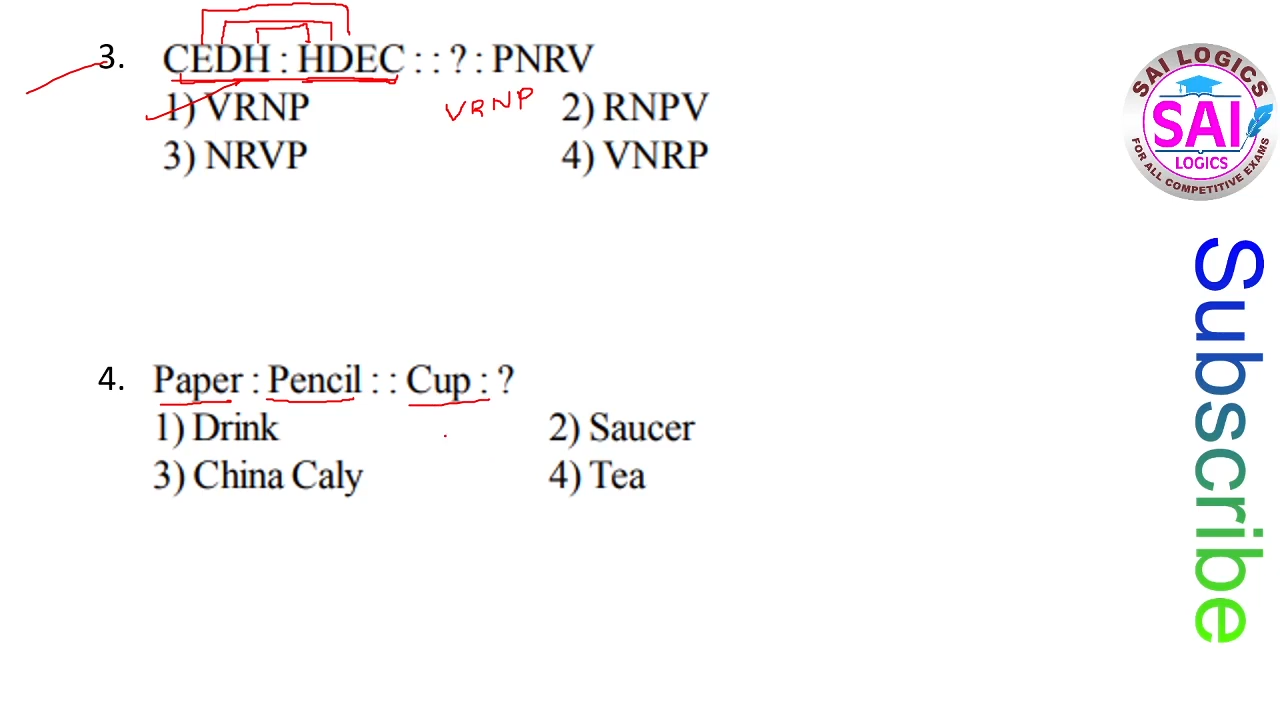 3. CEDH : HDEC : : ? : PNRV
1) VRNP VRNP 2) RNPV
3) NRVP 4) VNRP
4. Paper : Pencil : : Cup : ?
1) Drink 2) Saucer
3) China Caly 4) Tea
SAI LOGICS
SAI
LOGICS
FOR ALL COMPETITIVE EXAMS
Subscribe